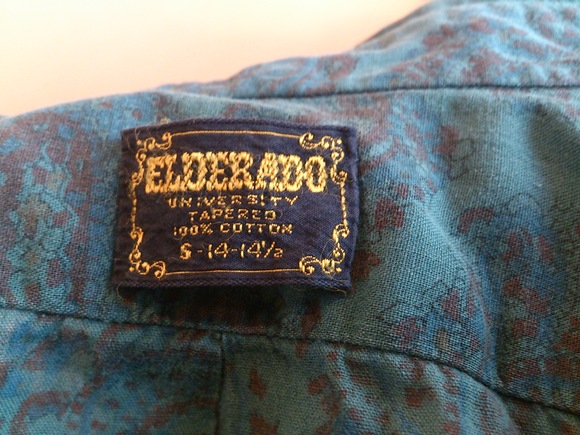 ELDERADO
UNIVERSITY
TAPERED
100% COTTON
S-14-14½